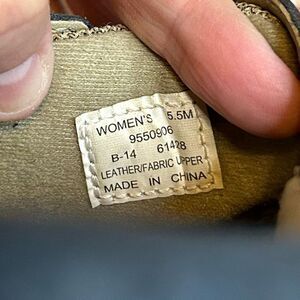 WOMEN'S 5.5M
9550906
B-14 61428
LEATHER/FABRIC UPPER
MADE IN CHINA